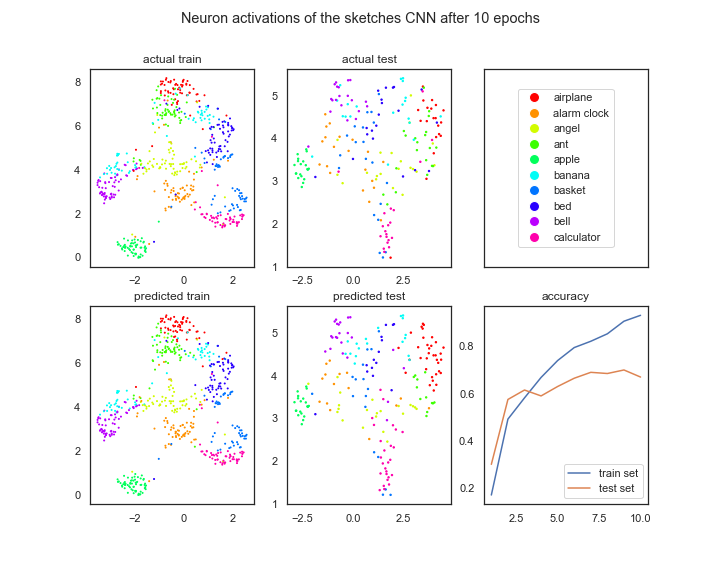 Neuron activations of the sketches CNN after 10 epochs
actual train
8
6
4
2
0
−2
0
2
actual test
5
4
3
2
1
−2.5
0.0
2.5
airplane
alarm clock
angel
ant
apple
banana
basket
bed
bell
calculator
predicted train
8
6
4
2
0
−2
0
2
predicted test
5
4
3
2
1
−2.5
0.0
2.5
accuracy
0.8
0.6
0.4
0.2
train set
test set
2.5
5.0
7.5
10.0